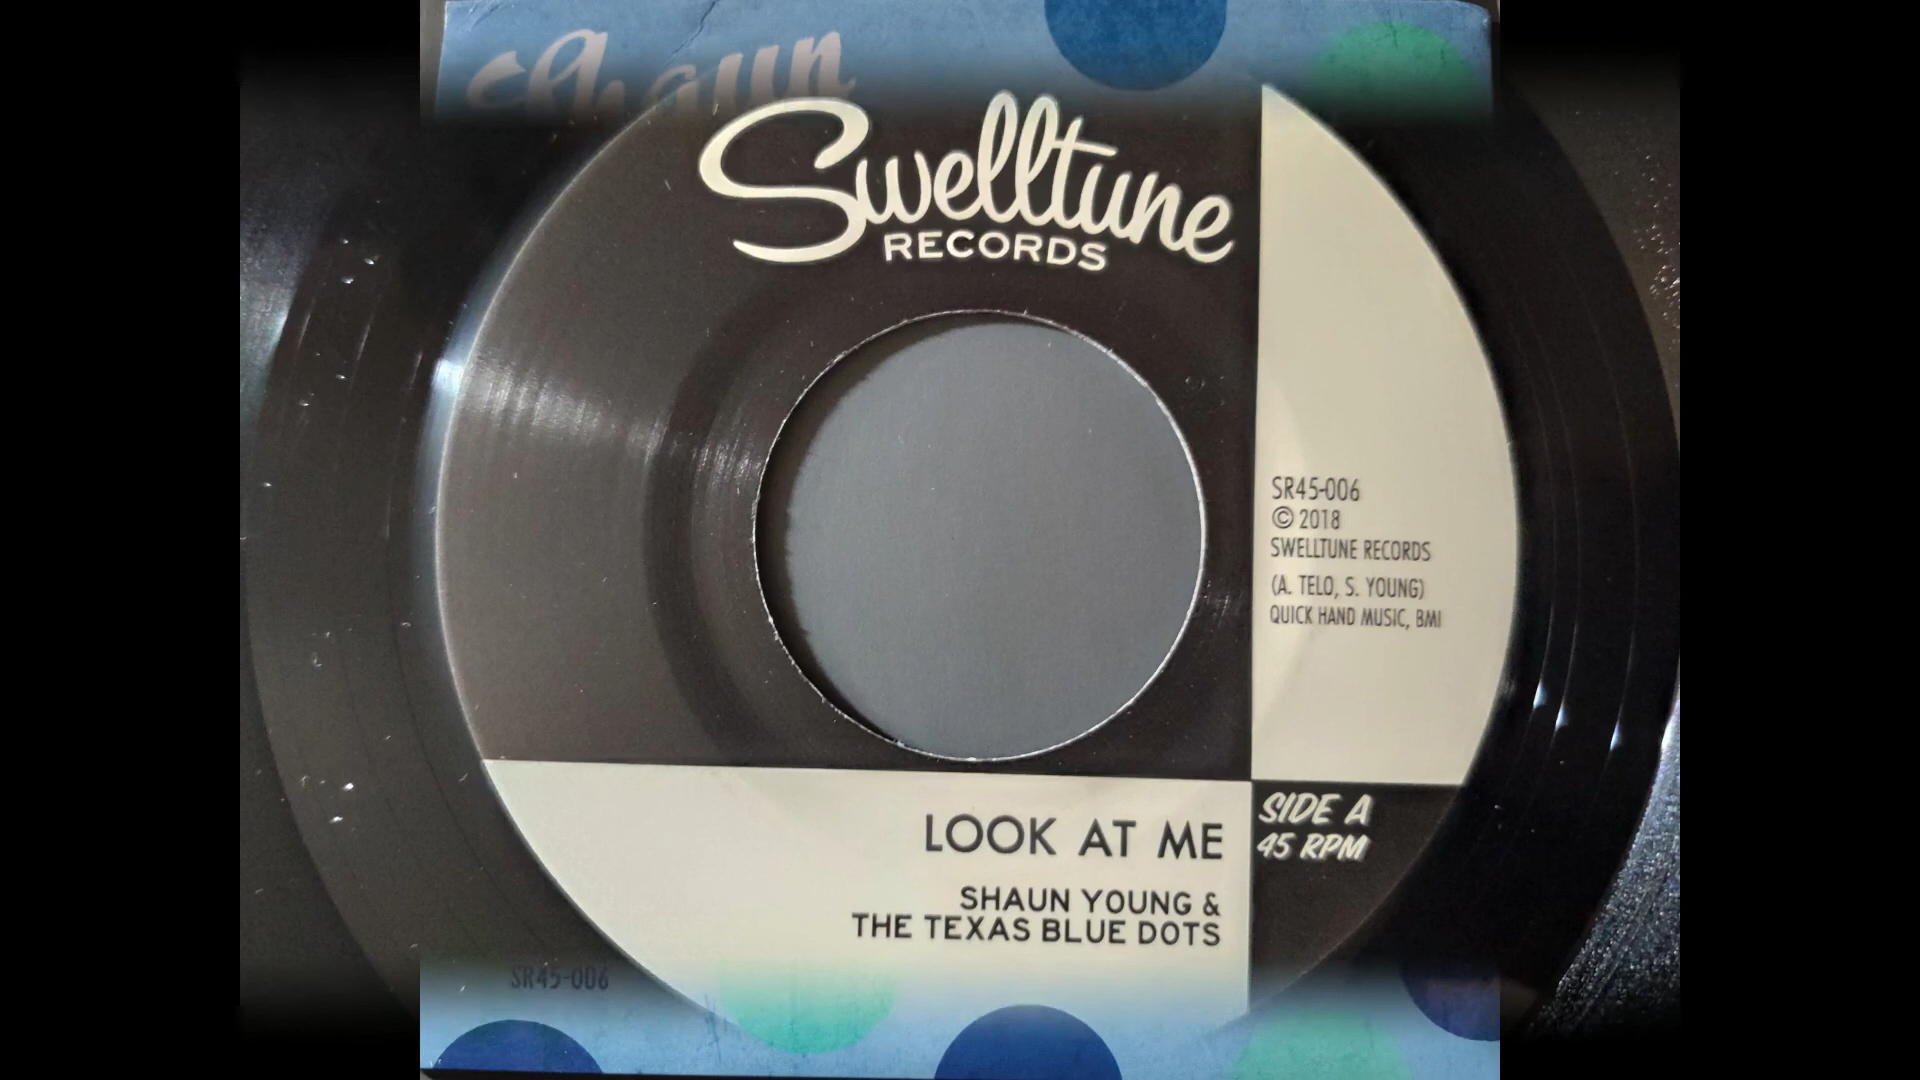 Shaun
Swelltune
RECORDS
SR45-006
© 2018
SWELLTUNE RECORDS
(A. TELO, S. YOUNG)
QUICK HAND MUSIC, BMI
LOOK AT ME
SHAUN YOUNG &
THE TEXAS BLUE DOTS
SIDE A
45 RPM
SR45-006